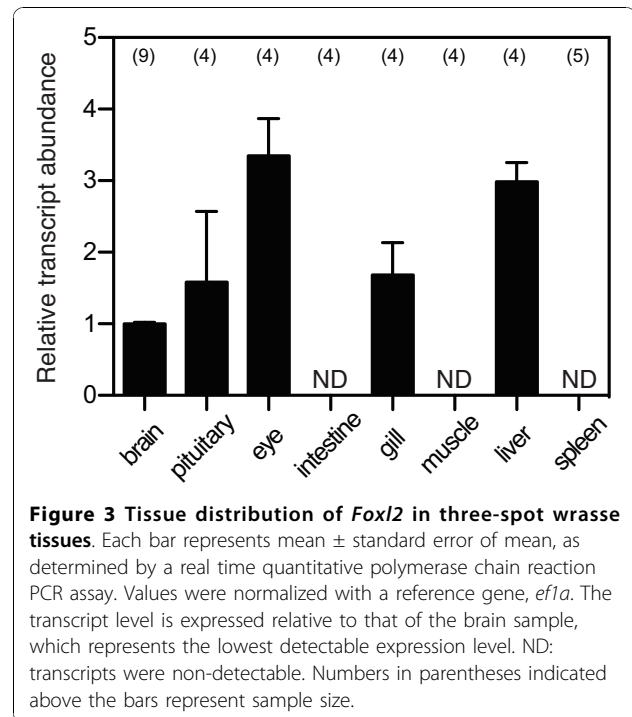 5
(9) (4) (4) (4) (4) (4) (4) (5)
4
3
2
1
0
Relative transcript abundance
ND ND ND
brain pituitary eye intestine gill muscle liver spleen
Figure 3 Tissue distribution of Foxl2 in three-spot wrasse
tissues. Each bar represents mean ± standard error of mean, as
determined by a real time quantitative polymerase chain reaction
PCR assay. Values were normalized with a reference gene, ef1a. The
transcript level is expressed relative to that of the brain sample,
which represents the lowest detectable expression level. ND:
transcripts were non-detectable. Numbers in parentheses indicated
above the bars represent sample size.